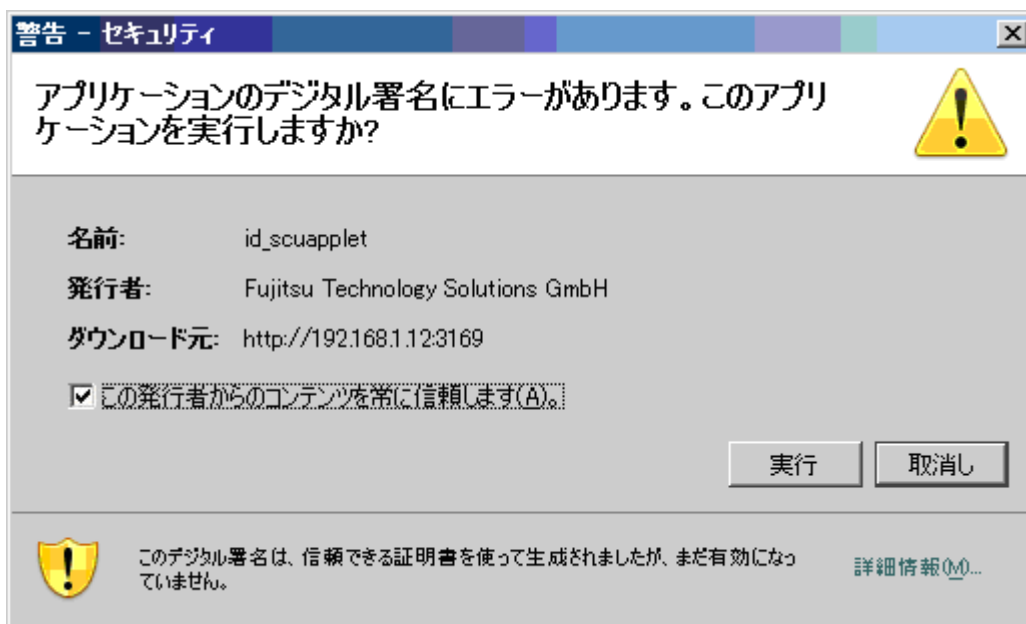 警告 - セキュリティ
アプリケーションのデジタル署名にエラーがあります。このアプリ
ケーションを実行しますか?
名前: id_scuapplet
発行者: Fujitsu Technology Solutions GmbH
ダウンロード元: http://192.168.1.12:3169
この発行者からのコンテンツを常に信頼します(A)。
実行 取消し
このデジタル署名は、信頼できる証明書を使って生成されましたが、まだ有効になっ
ていません。
詳細情報(M)...